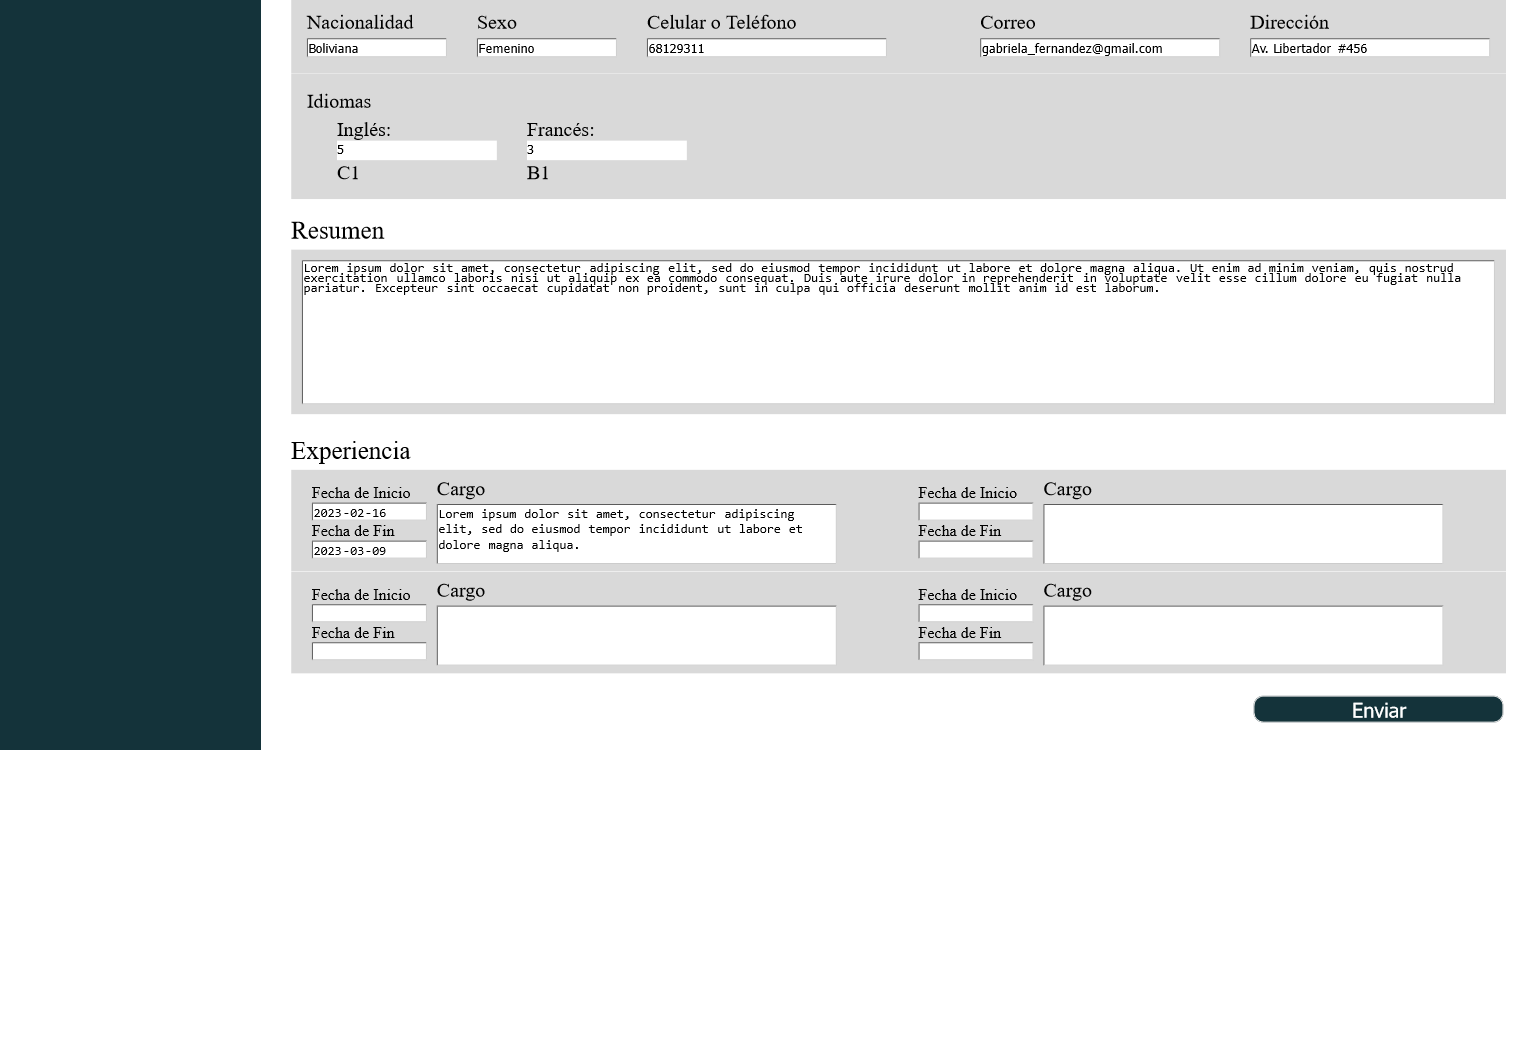 Nacionalidad Sexo Celular o Teléfono Correo Dirección
Boliviana Femenino 68129311 gabriela_fernandez@gmail.com Av. Libertador #456
Idiomas
Inglés: Francés:
5 3
C1 B1
Resumen
Lorem ipsum dolor sit amet, consectetur adipiscing elit, sed do eiusmod tempor incididunt ut labore et dolore magna aliqua. Ut enim ad minim veniam, quis nostrud
exercitation ullamco laboris nisi ut aliquip ex ea commodo consequat. Duis aute irure dolor in reprehenderit in voluptate velit esse cillum dolore eu fugiat nulla
pariatur. Excepteur sint occaecat cupidatat non proident, sunt in culpa qui officia deserunt mollit anim id est laborum.
Experiencia
Fecha de Inicio
2023-02-16
Fecha de Fin
2023-03-09
Cargo
Lorem ipsum dolor sit amet, consectetur adipiscing
elit, sed do eiusmod tempor incididunt ut labore et
dolore magna aliqua.
Fecha de Inicio
Fecha de Fin
Cargo
Fecha de Inicio
Fecha de Fin
Cargo
Fecha de Inicio
Fecha de Fin
Cargo
Enviar